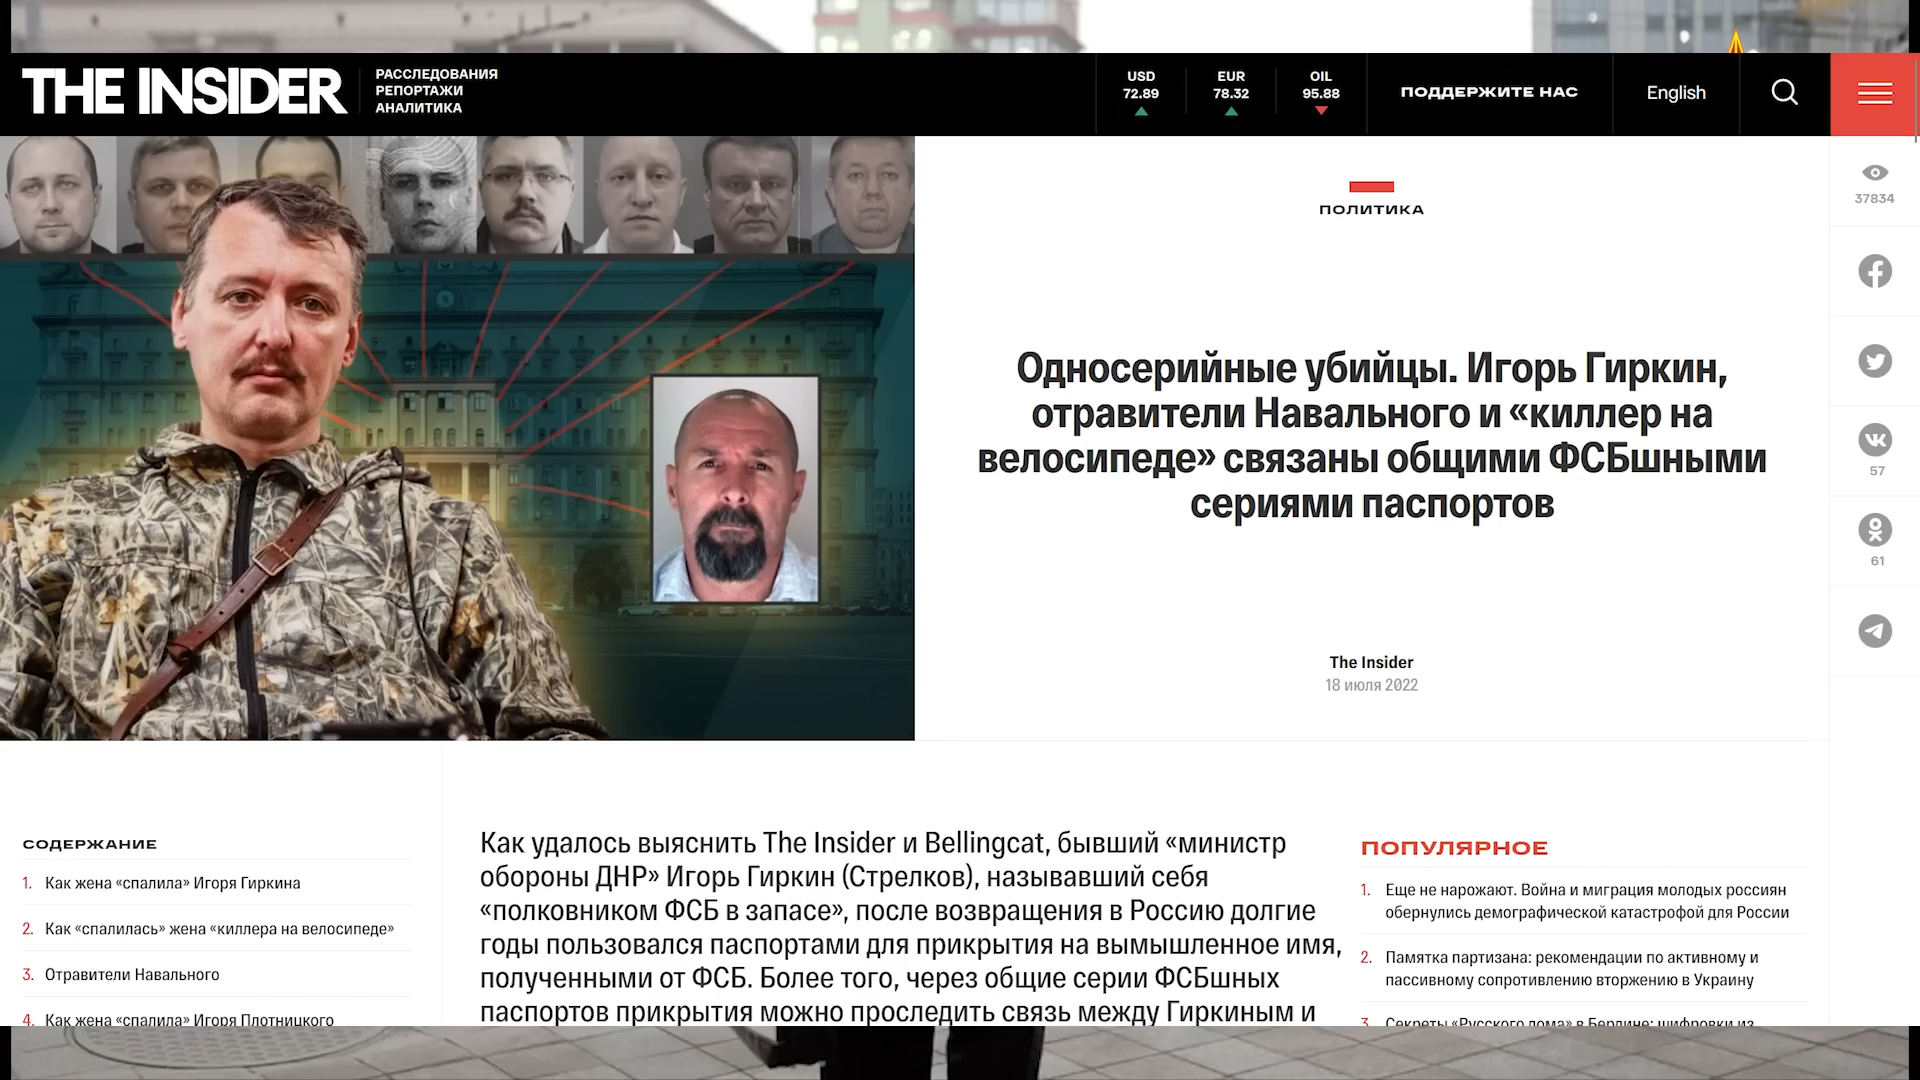 THE INSIDER
РАССЛЕДОВАНИЯ
РЕПОРТАЖИ
АНАЛИТИКА
USD
72.89
EUR
78.32
OIL
95.88
ПОДДЕРЖИТЕ НАС
English
37834
57
61
ПОЛИТИКА
Односерийные убийцы. Игорь Гиркин,
отравители Навального и «киллер на
велосипеде» связаны общими ФСБшными
сериями паспортов
The Insider
18 июля 2022
СОДЕРЖАНИЕ
1. Как жена «спалила» Игоря Гиркина
2. Как «спалилась» жена «киллера на велосипеде»
3. Отравители Навального
4. Как жена «спалила» Игоря Плотницкого
Как удалось выяснить The Insider и Bellingcat, бывший «министр
обороны ДНР» Игорь Гиркин (Стрелков), называвший себя
«полковником ФСБ в запасе», после возвращения в Россию долгие
годы пользовался паспортами для прикрытия на вымышленное имя,
полученными от ФСБ. Более того, через общие серии ФСБшных
паспортов прикрытия можно проследить связь между Гиркиным и
ПОПУЛЯРНОЕ
1. Еще не нарожают. Война и миграция молодых россиян
обернулись демографической катастрофой для России
2. Памятка партизана: рекомендации по активному и
пассивному сопротивлению вторжению в Украину
3. Секреты «Русского дома» в Берлине: шифровки из